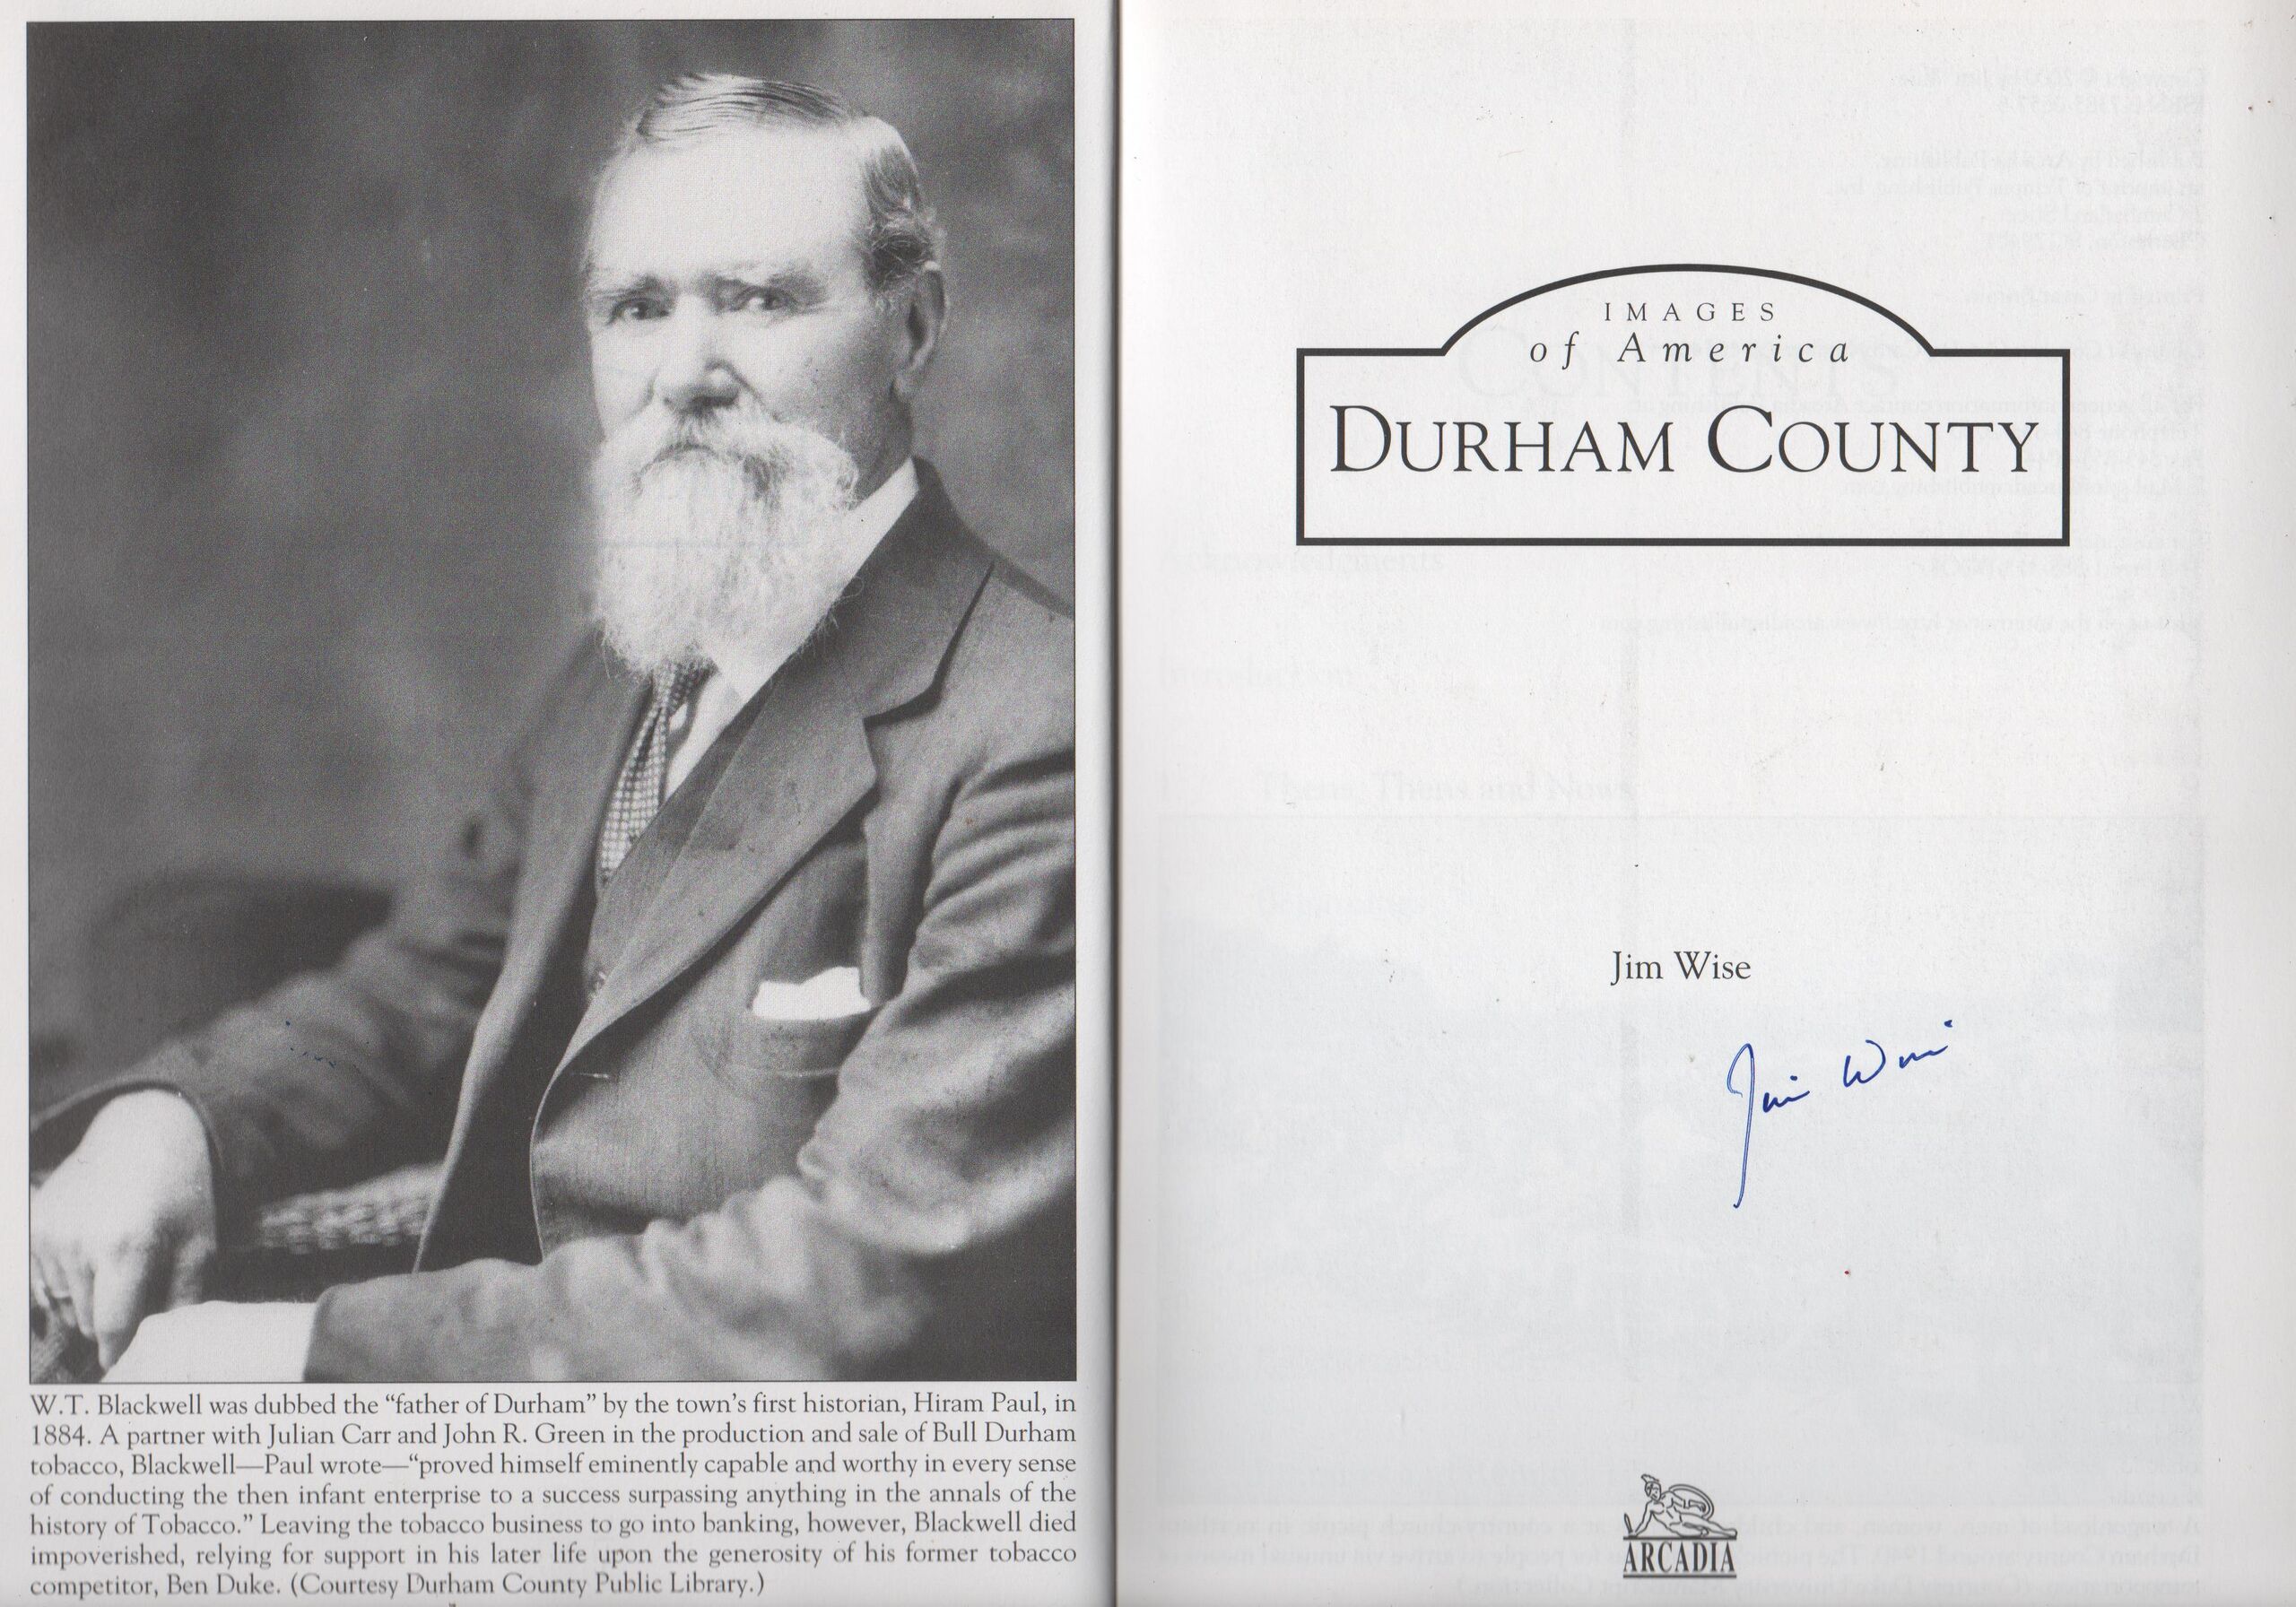 W.T. Blackwell was dubbed the “father of Durham” by the town’s first historian, Hiram Paul, in
1884. A partner with Julian Carr and John R. Green in the production and sale of Bull Durham
tobacco, Blackwell—Paul wrote—“proved himself eminently capable and worthy in every sense
of conducting the then infant enterprise to a success surpassing anything in the annals of the
history of Tobacco.” Leaving the tobacco business to go into banking, however, Blackwell died
impoverished, relying for support in his later life upon the generosity of his former tobacco
competitor, Ben Duke. (Courtesy Durham County Public Library.)
IMAGES
of America
DURHAM COUNTY
Jim Wise
Jim Wise
ARCADIA